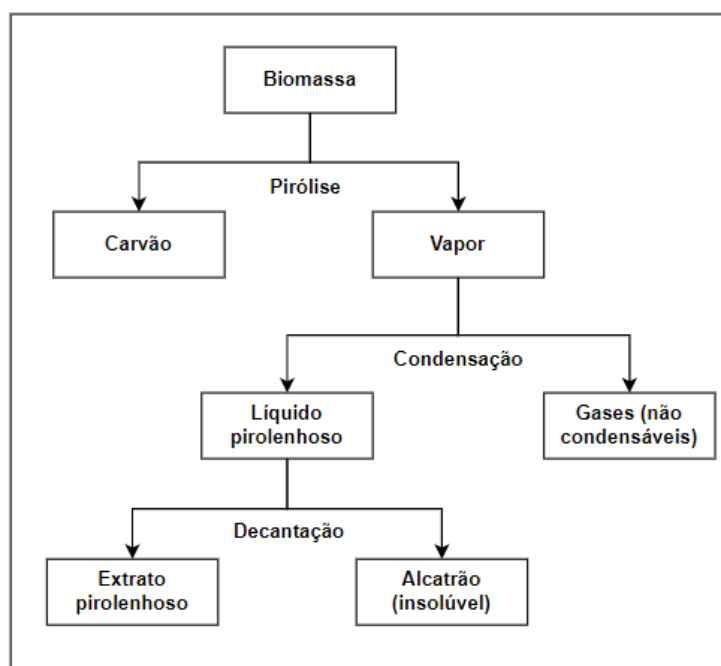 Biomassa
Pirólise
Carvão
Vapor
Condensação
Líquido
pirolenhoso
Gases (não
condensáveis)
Decantação
Extrato
pirolenhoso
Alcatrão
(insolúvel)